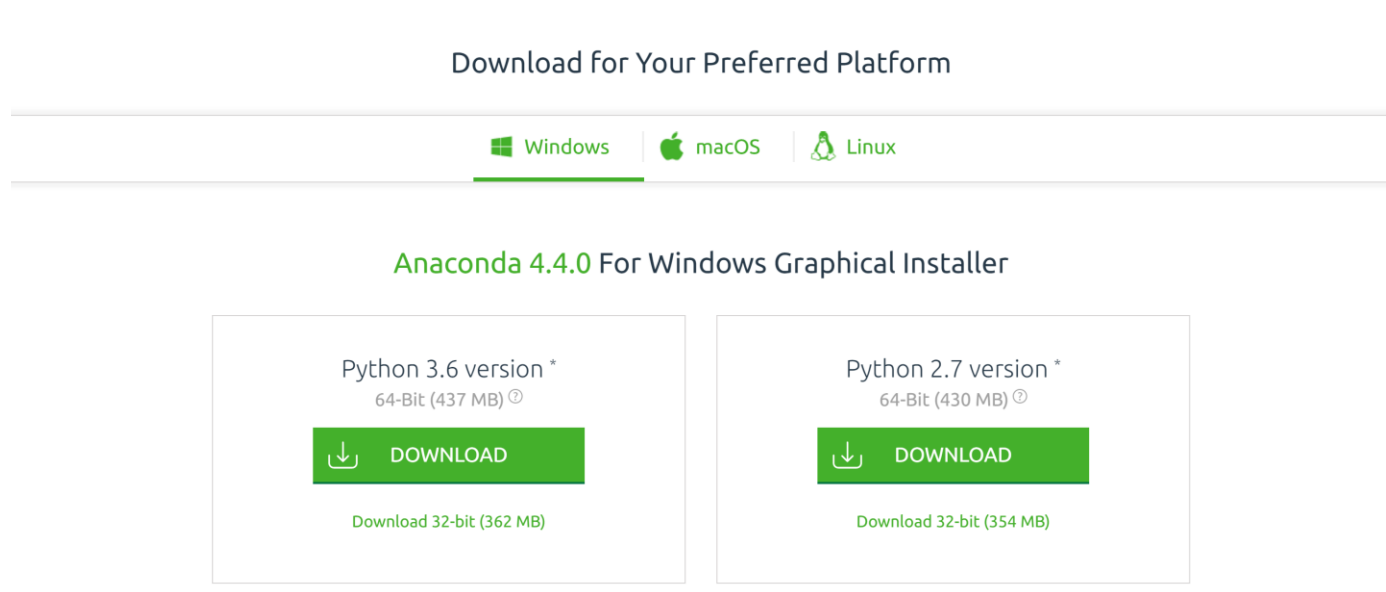 Download for Your Preferred Platform
Windows macOS Linux
Anaconda 4.4.0 For Windows Graphical Installer
Python 3.6 version *
64-Bit (437 MB) ?
DOWNLOAD
Download 32-bit (362 MB)
Python 2.7 version *
64-Bit (430 MB) ?
DOWNLOAD
Download 32-bit (354 MB)